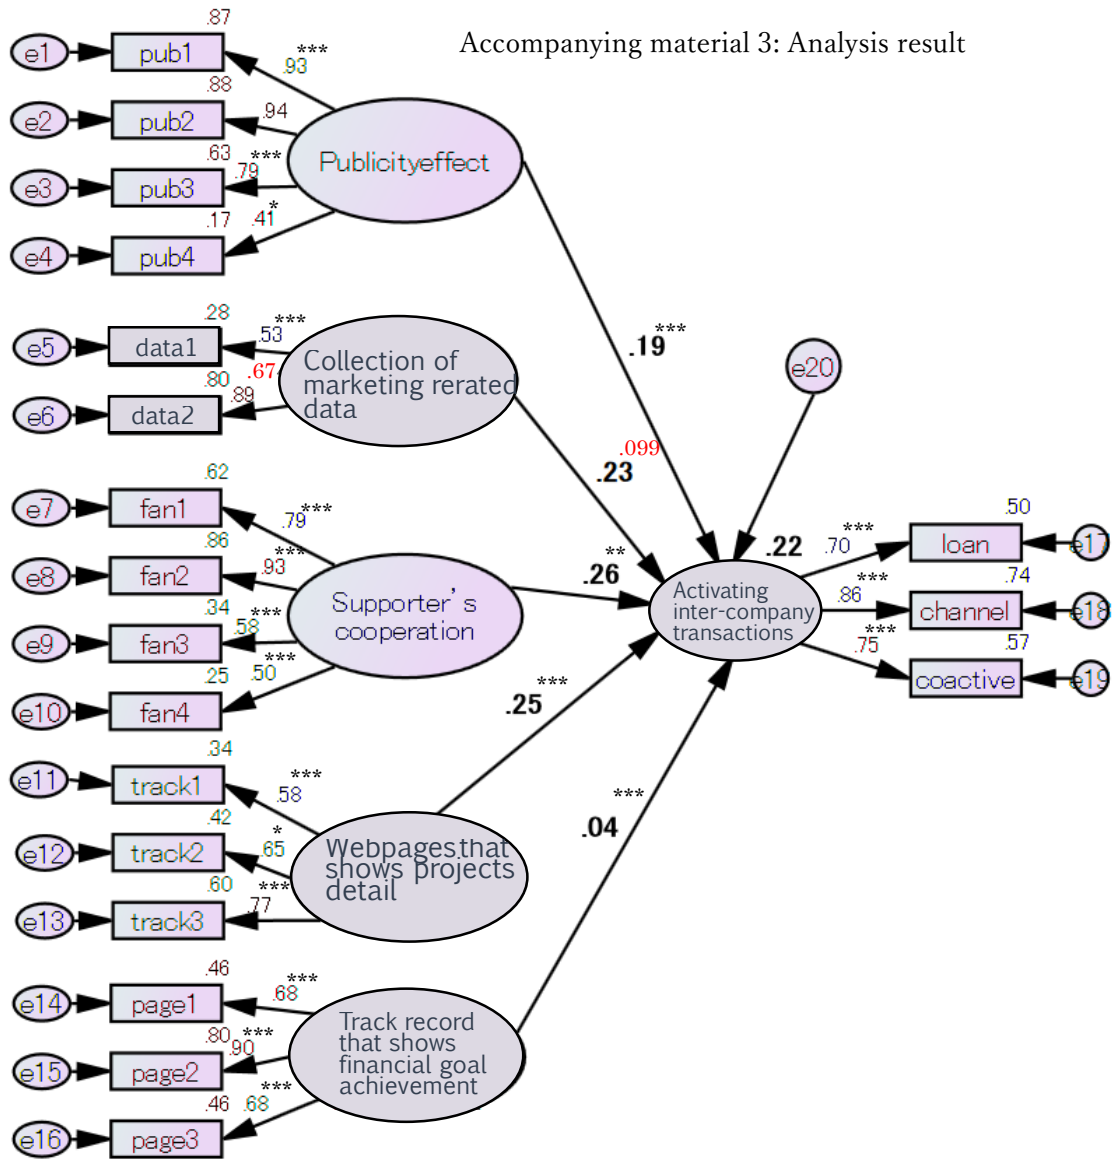 Accompanying material 3: Analysis result
.87
e1
pub1
.93
***
.88
e2
pub2
.94
.63
e3
pub3
.79
***
.17
e4
pub4
.41
*
Publicityeffect
.19
***
.28
e5
data1
.53
***
.80
.67
e6
data2
.89
Collection of
marketing rerated
data
.23
.099
e20
.62
e7
fan1
.79
***
.86
e8
fan2
.93
***
.34
e9
fan3
.58
***
.25
e10
fan4
.50
***
Supporter's
cooperation
.26
**
.22
Activating
inter-company
transactions
.50
.70
***
loan
e17
.74
.86
***
channel
e18
.57
.75
***
coactive
e19
.34
e11
track1
.58
***
.42
e12
track2
.65
*
.60
e13
track3
.77
***
Webpages that
shows projects
detail
.25
***
.46
e14
page1
.68
***
.80
e15
page2
.90
***
.46
e16
page3
.68
***
Track record
that shows
financial goal
achievement
.04
***